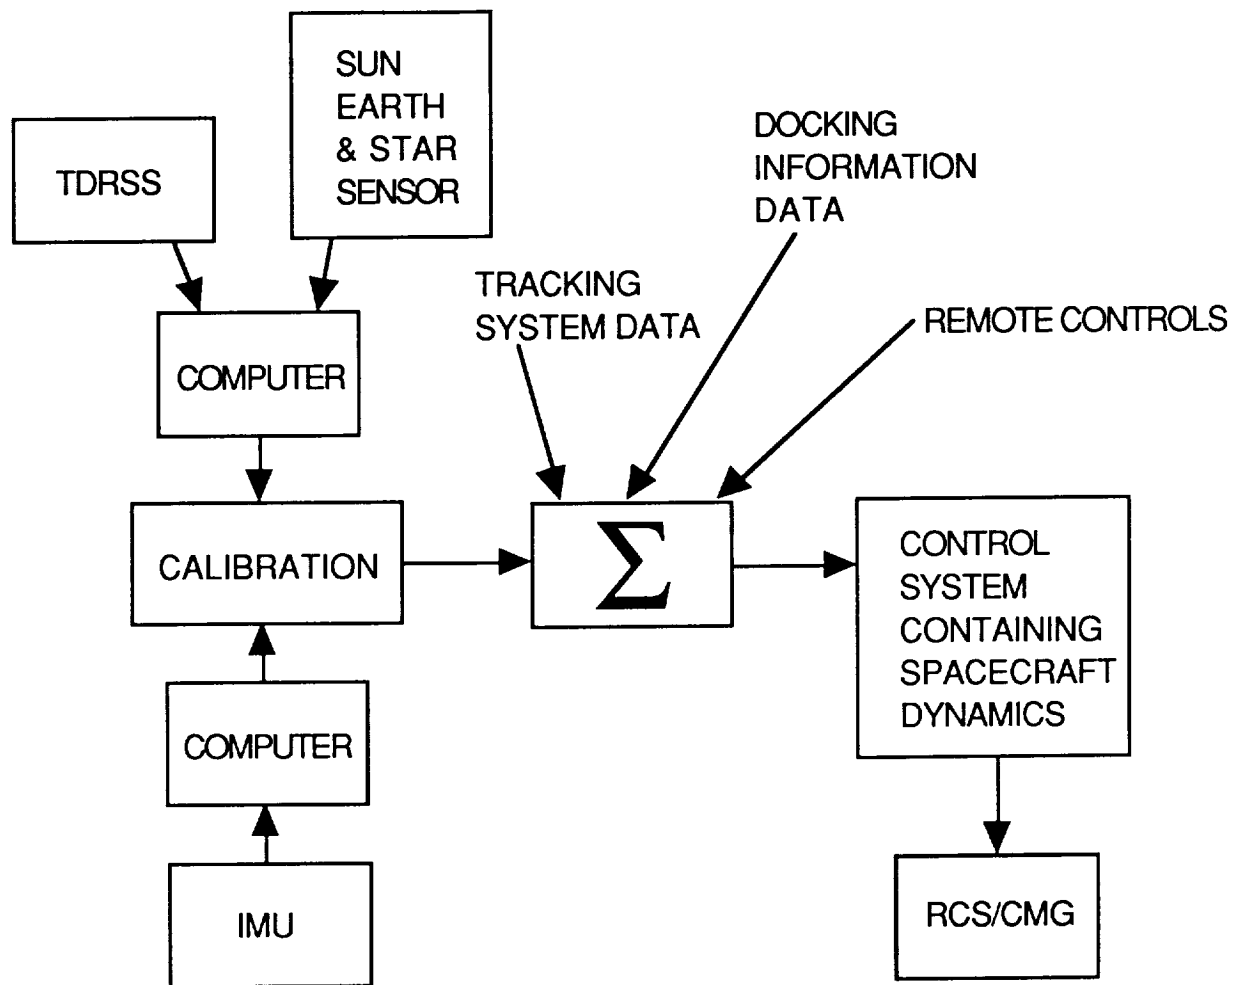 SUN
EARTH
& STAR
SENSOR
TDRSS
DOCKING
INFORMATION
DATA
TRACKING
SYSTEM DATA
REMOTE CONTROLS
COMPUTER
CALIBRATION
Σ
CONTROL
SYSTEM
CONTAINING
SPACECRAFT
DYNAMICS
COMPUTER
IMU
RCS/CMG